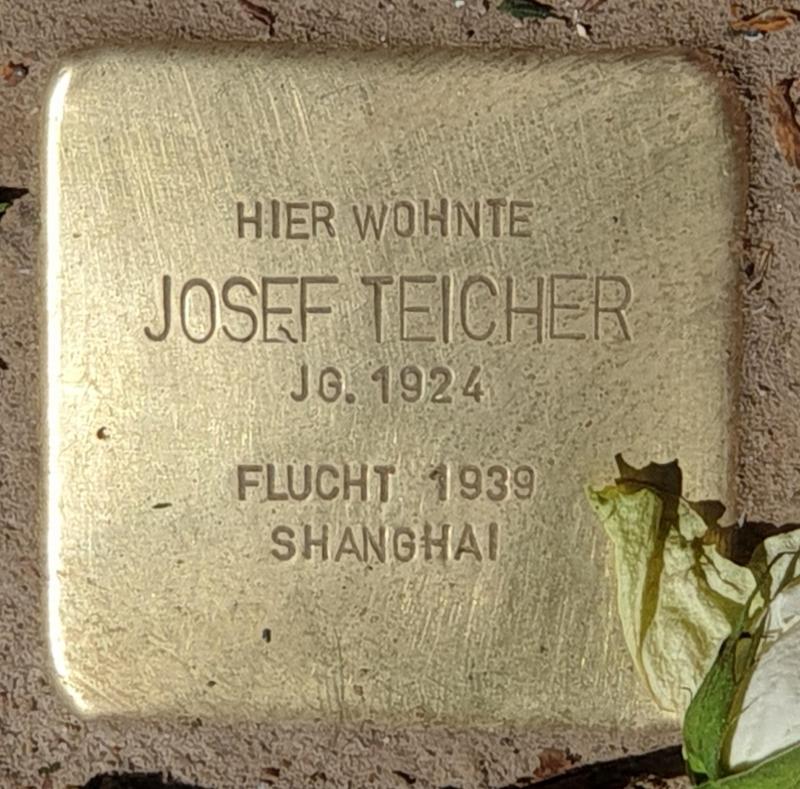 HIER WOHNTE
JOSEF TEICHER
JG. 1924
FLUCHT 1939
SHANGHAI